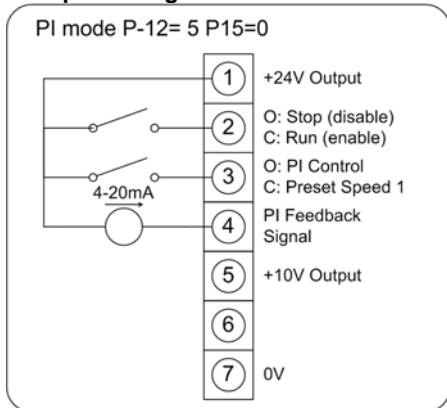 PI mode P-12= 5 P15=0
1 +24V Output
2 O: Stop (disable)
C: Run (enable)
3 O: PI Control
C: Preset Speed 1
4-20mA
4 PI Feedback
Signal
5 +10V Output
6
7 0V